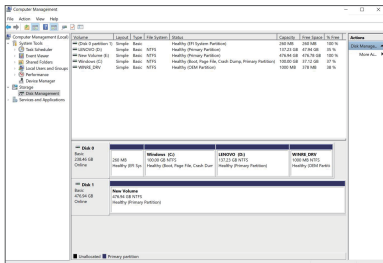 Computer Management
File Action View Help
Computer Management (Local)
System Tools
Task Scheduler
Event Viewer
Shared Folders
Local Users and Groups
Performance
Device Manager
Storage
Disk Management
Services and Applications
Volume Layout Type File System Status Capacity Free Space % Free
(Disk 0 partition 1) Simple Basic Healthy (EFI System Partition) 260 MB 260 MB 100 %
LENOVO (D:) Simple Basic NTFS Healthy (Primary Partition) 137.23 GB 47.94 GB 35 %
New Volume (E:) Simple Basic NTFS Healthy (Primary Partition) 476.94 GB 476.78 GB 100 %
Windows (C:) Simple Basic NTFS Healthy (Boot, Page File, Crash Dump, Primary Partition) 100.00 GB 37.12 GB 37 %
WINRE_DRV Simple Basic NTFS Healthy (OEM Partition) 1000 MB 378 MB 38 %
Actions
Disk Manage...
More Ac...
Disk 0
Basic
238.46 GB
Online
260 MB
Healthy (EFI Sys
Windows (C:)
100.00 GB NTFS
Healthy (Boot, Page File, Crash Dum
LENOVO (D:)
137.23 GB NTFS
Healthy (Primary Partition)
WINRE_DRV
1000 MB NTFS
Healthy (OEM Partiti
Disk 1
Basic
476.94 GB
Online
New Volume
476.94 GB NTFS
Healthy (Primary Partition)
Unallocated Primary partition